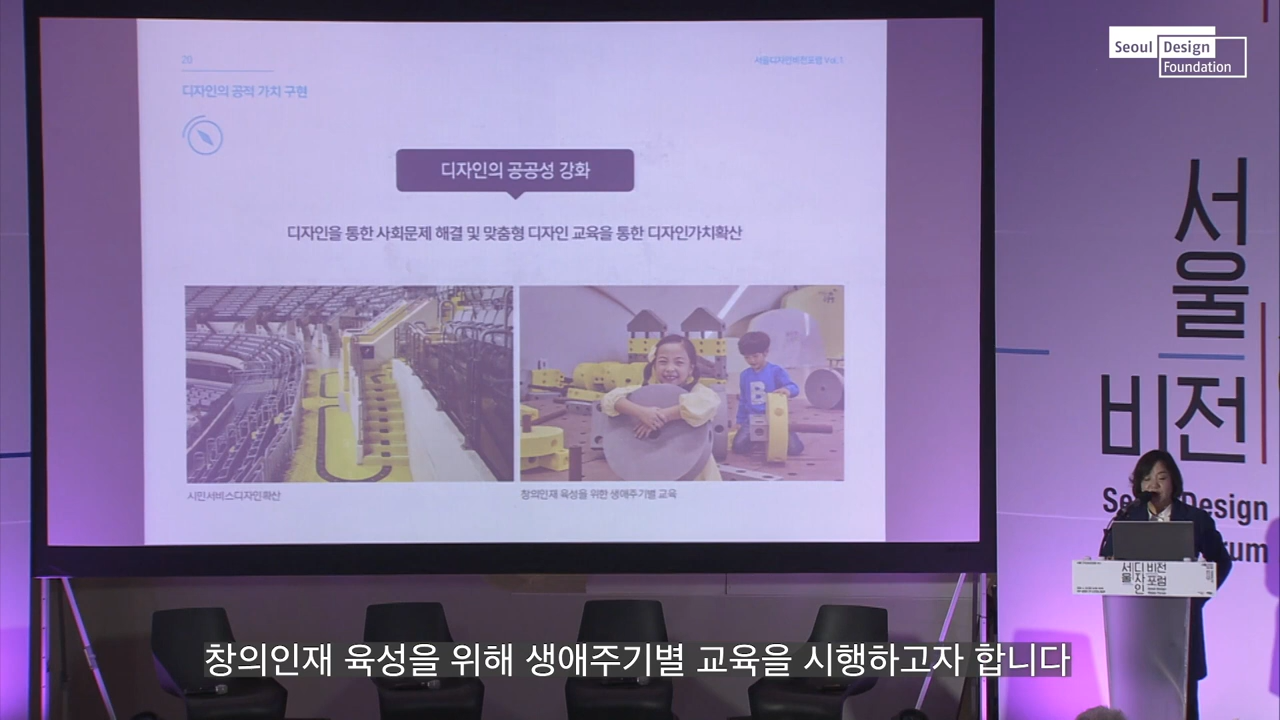 Seoul Design
Foundation
20
서울디자인비전포럼 Vol.1
디자인의 공적 가치 구현
디자인의 공공성 강화
디자인을 통한 사회문제 해결 및 맞춤형 디자인 교육을 통한 디자인가치확산
B
시민서비스디자인확산
창의인재 육성을 위한 생애주기별 교육
서울
비전
Design
rum
서울
디자인
비전
포럼
창의인재 육성을 위해 생애주기별 교육을 시행하고자 합니다